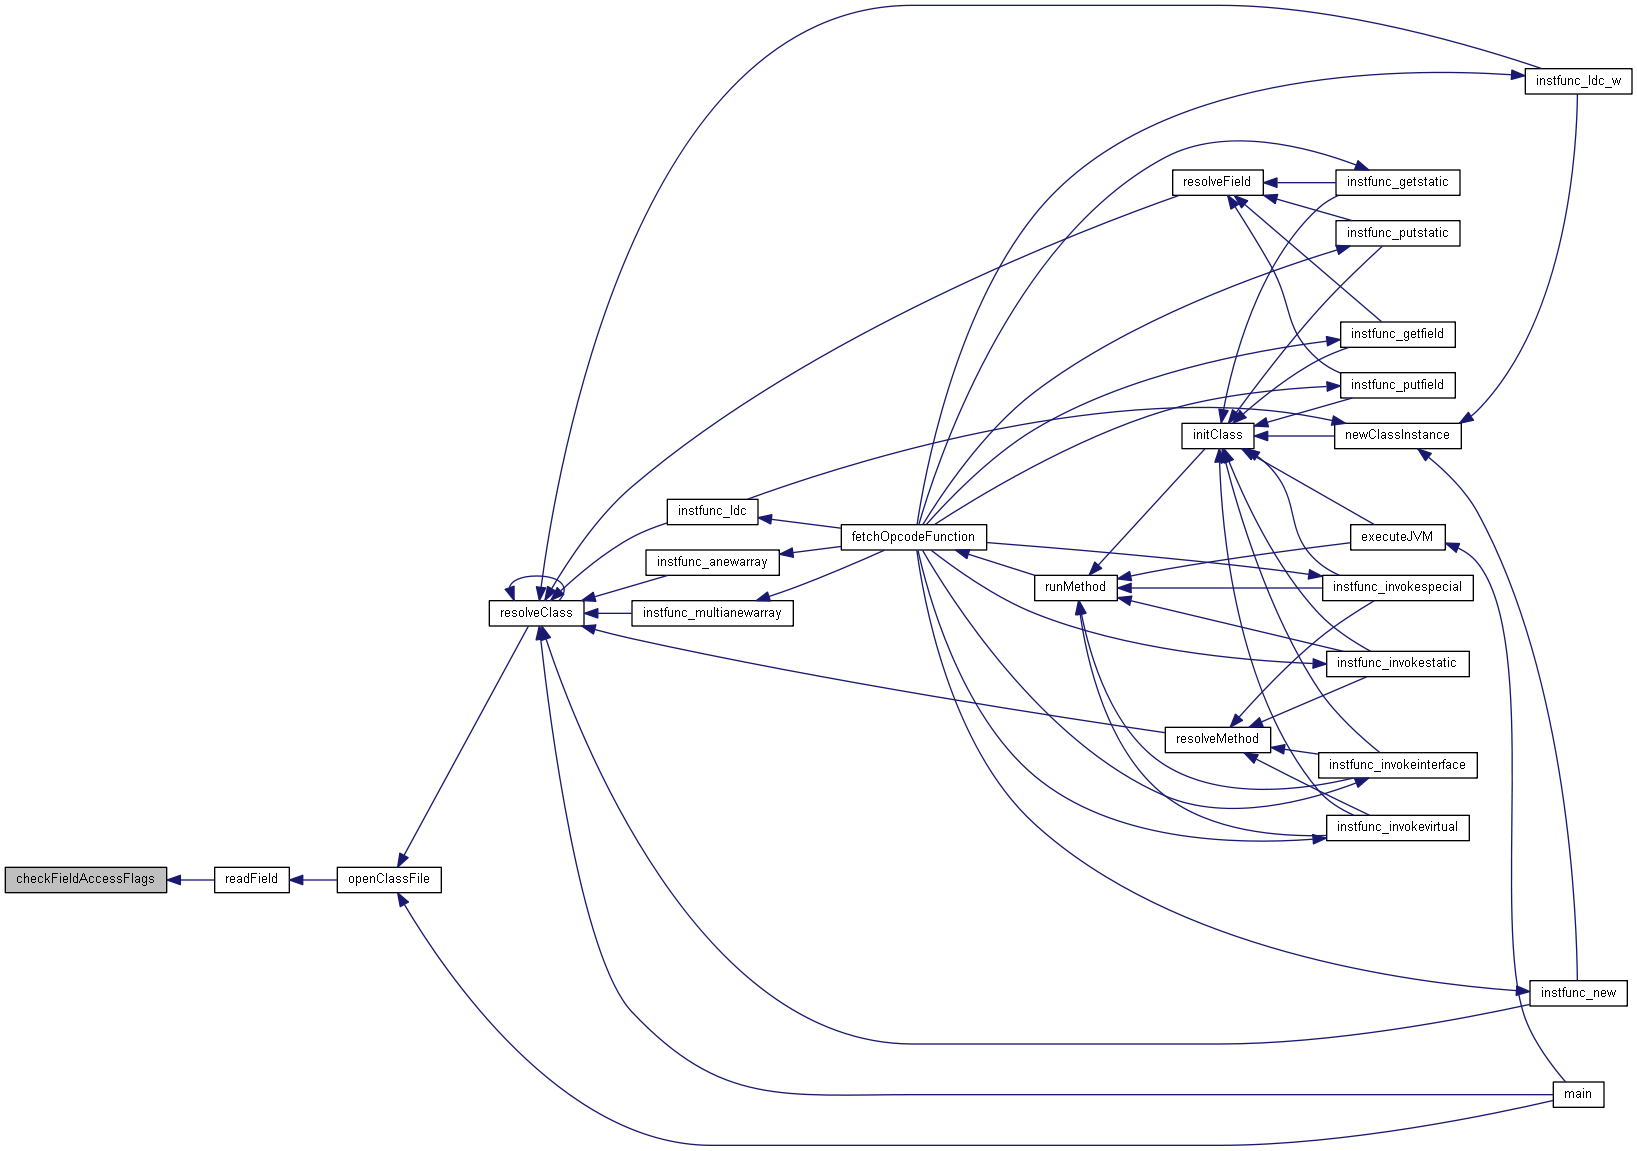 instfunc_ldc_w
resolveField
instfunc_getstatic
instfunc_putstatic
instfunc_getfield
instfunc_putfield
initClass
newClassInstance
instfunc_ldc
fetchOpcodeFunction
executeJVM
instfunc_anewarray
runMethod
instfunc_invokespecial
resolveClass
instfunc_multianewarray
instfunc_invokestatic
resolveMethod
instfunc_invokeinterface
instfunc_invokevirtual
checkFieldAccessFlags
readField
openClassFile
instfunc_new
main